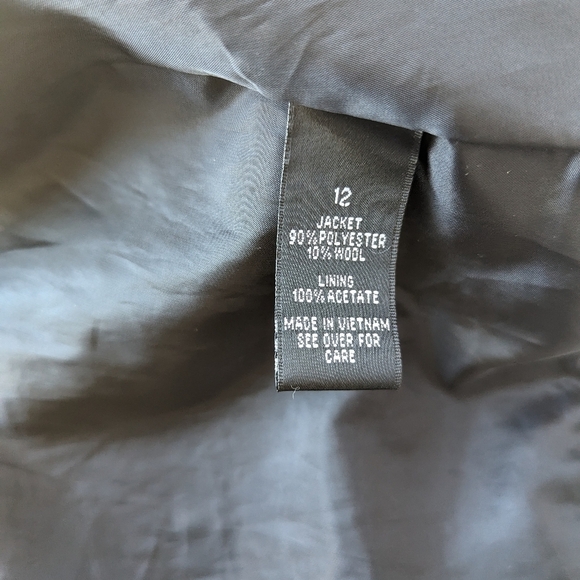 12
JACKET
90% POLYESTER
10% WOOL
LINING
100% ACETATE
MADE IN VIETNAM
SEE OVER FOR
CARE